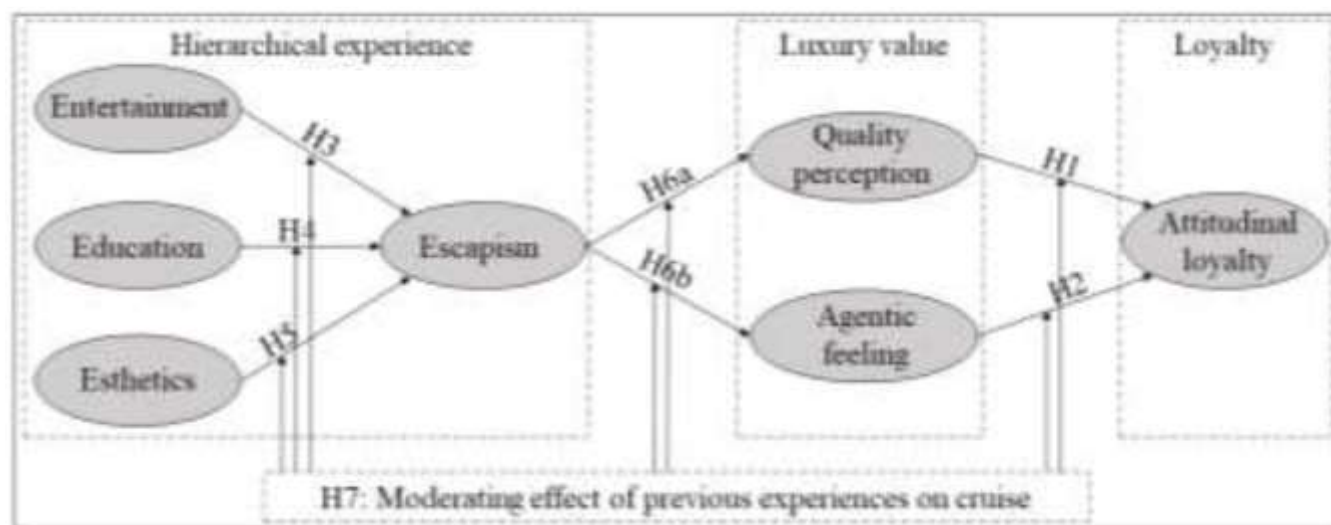 Hierarchical experience
Luxury value
Loyalty
Entertainment
H3
Education
H4
Escapism
Esthetics
H5
H6a
H6b
Quality
perception
Agentic
feeling
H1
H2
Attitudinal
loyalty
H7: Moderating effect of previous experiences on cruise